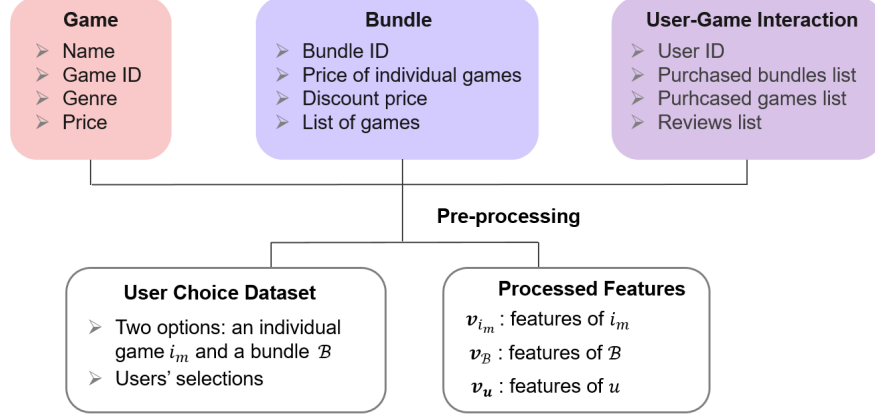 Game
➢ Name
➢ Game ID
➢ Genre
➢ Price
Bundle
➢ Bundle ID
➢ Price of individual games
➢ Discount price
➢ List of games
User-Game Interaction
➢ User ID
➢ Purchased bundles list
➢ Purhcased games list
➢ Reviews list
Pre-processing
User Choice Dataset
➢ Two options: an individual
game i_m and a bundle ℬ
➢ Users' selections
Processed Features
v_{i_m} : features of i_m
v_ℬ : features of ℬ
v_u : features of u